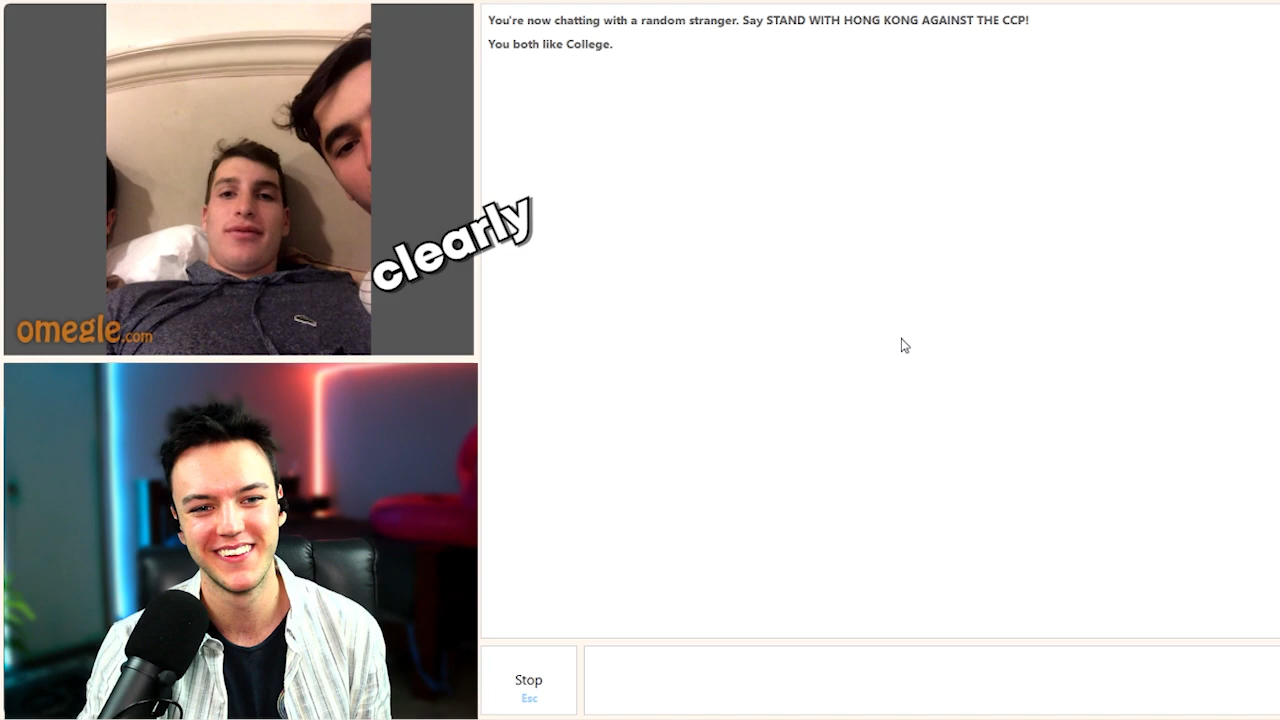 You're now chatting with a random stranger. Say STAND WITH HONG KONG AGAINST THE CCP!
You both like College.
clearly
omegle.com
Stop
Esc